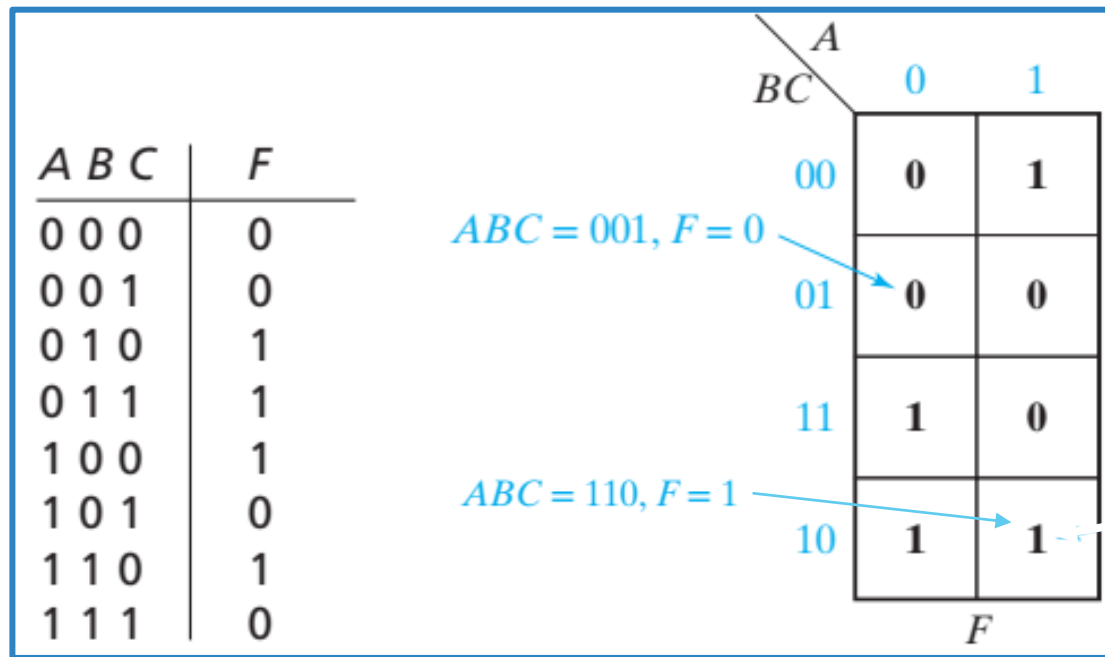 A B C F
0 0 0 0
0 0 1 0
0 1 0 1
0 1 1 1
1 0 0 1
1 0 1 0
1 1 0 1
1 1 1 0
A
BC 0 1
00 0 1
ABC = 001, F = 0
01 0 0
11 1 0
ABC = 110, F = 1
10 1 1
F